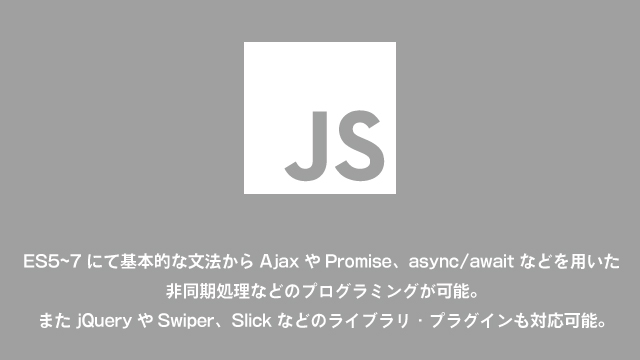 JS
ES5~7 にて基本的な文法から Ajax や Promise、async/await などを用いた
非同期処理などのプログラミングが可能。
また jQuery や Swiper、Slick などのライブラリ・プラグインも対応可能。